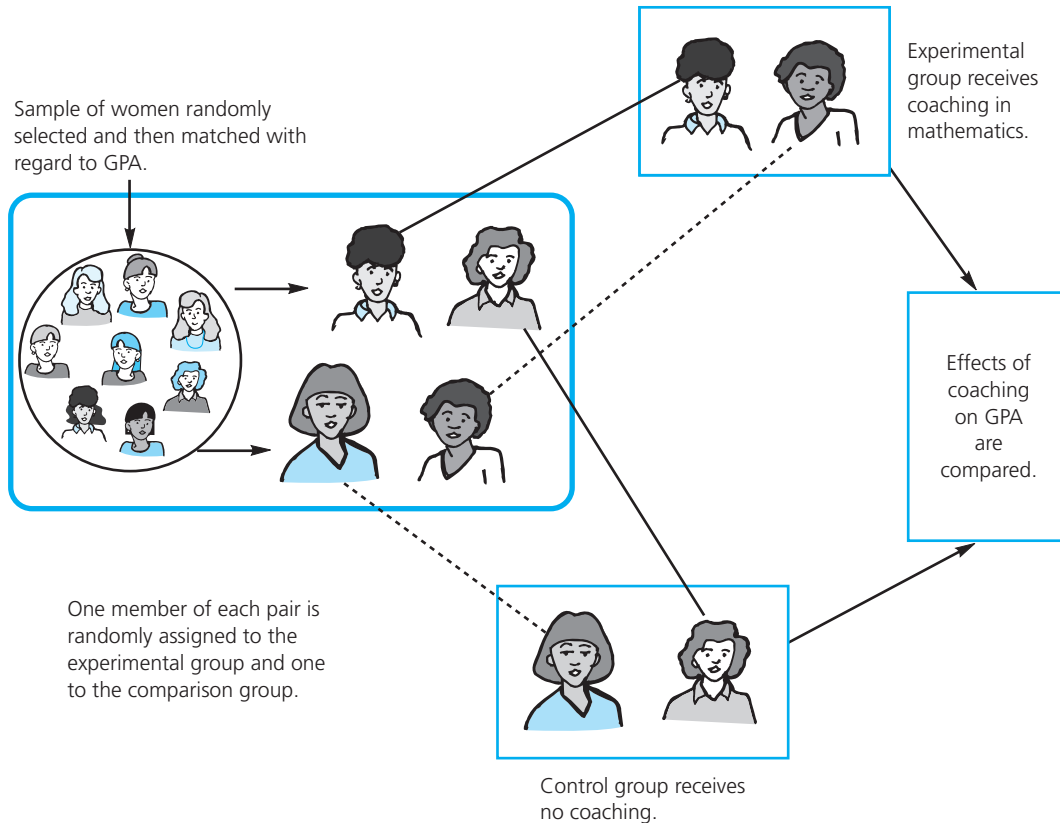 Sample of women randomly
selected and then matched with
regard to GPA.
Experimental
group receives
coaching in
mathematics.
Effects of
coaching
on GPA
are
compared.
One member of each pair is
randomly assigned to the
experimental group and one
to the comparison group.
Control group receives
no coaching.